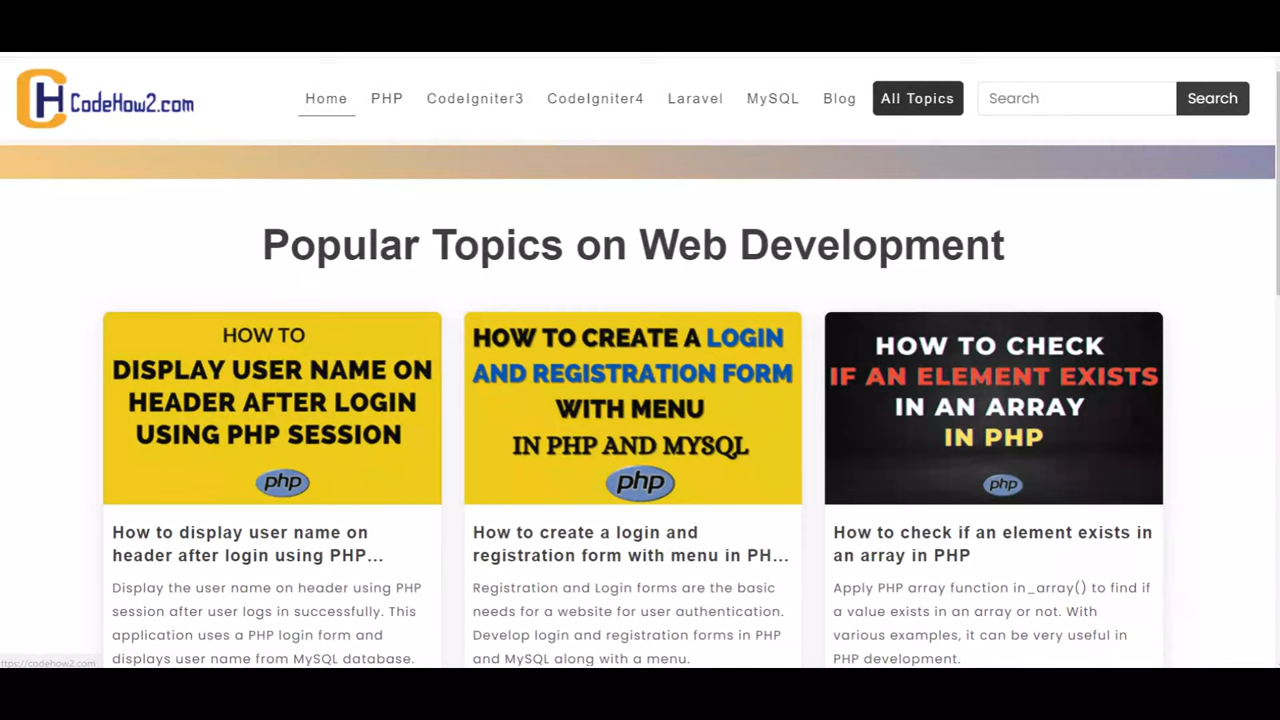 CH CodeHow2.com
Home PHP CodeIgniter3 CodeIgniter4 Laravel MySQL Blog All Topics Search Search
Popular Topics on Web Development
HOW TO
DISPLAY USER NAME ON
HEADER AFTER LOGIN
USING PHP SESSION
php
How to display user name on
header after login using PHP...
Display the user name on header using PHP
session after user logs in successfully. This
application uses a PHP login form and
displays user name from MySQL database.
HOW TO CREATE A LOGIN
AND REGISTRATION FORM
WITH MENU
IN PHP AND MYSQL
php
How to create a login and
registration form with menu in PH...
Registration and Login forms are the basic
needs for a website for user authentication.
Develop login and registration forms in PHP
and MySQL along with a menu.
HOW TO CHECK
IF AN ELEMENT EXISTS
IN AN ARRAY
IN PHP
php
How to check if an element exists in
an array in PHP
Apply PHP array function in_array() to find if
a value exists in an array or not. With
various examples, it can be very useful in
PHP development.
https://codehow2.com